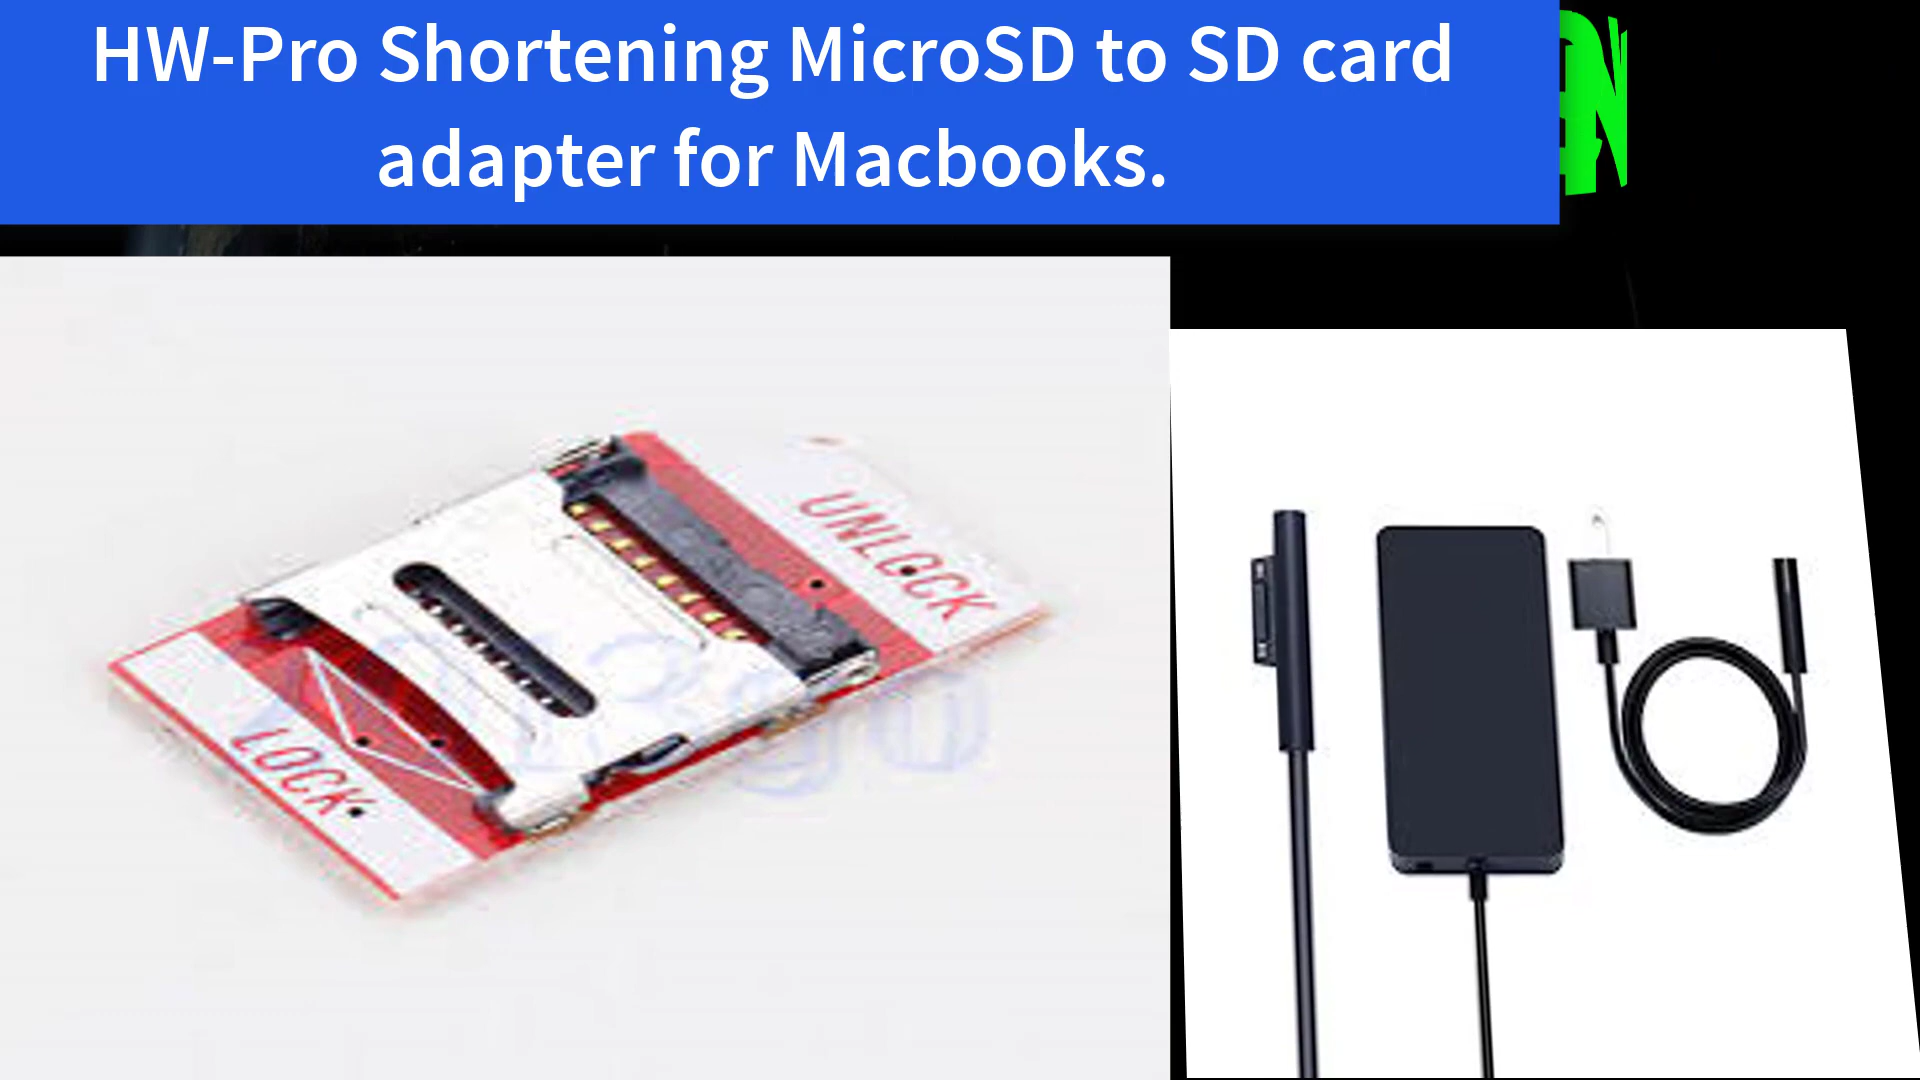 HW-Pro Shortening MicroSD to SD card
adapter for Macbooks.
UNLOCK
LOCK